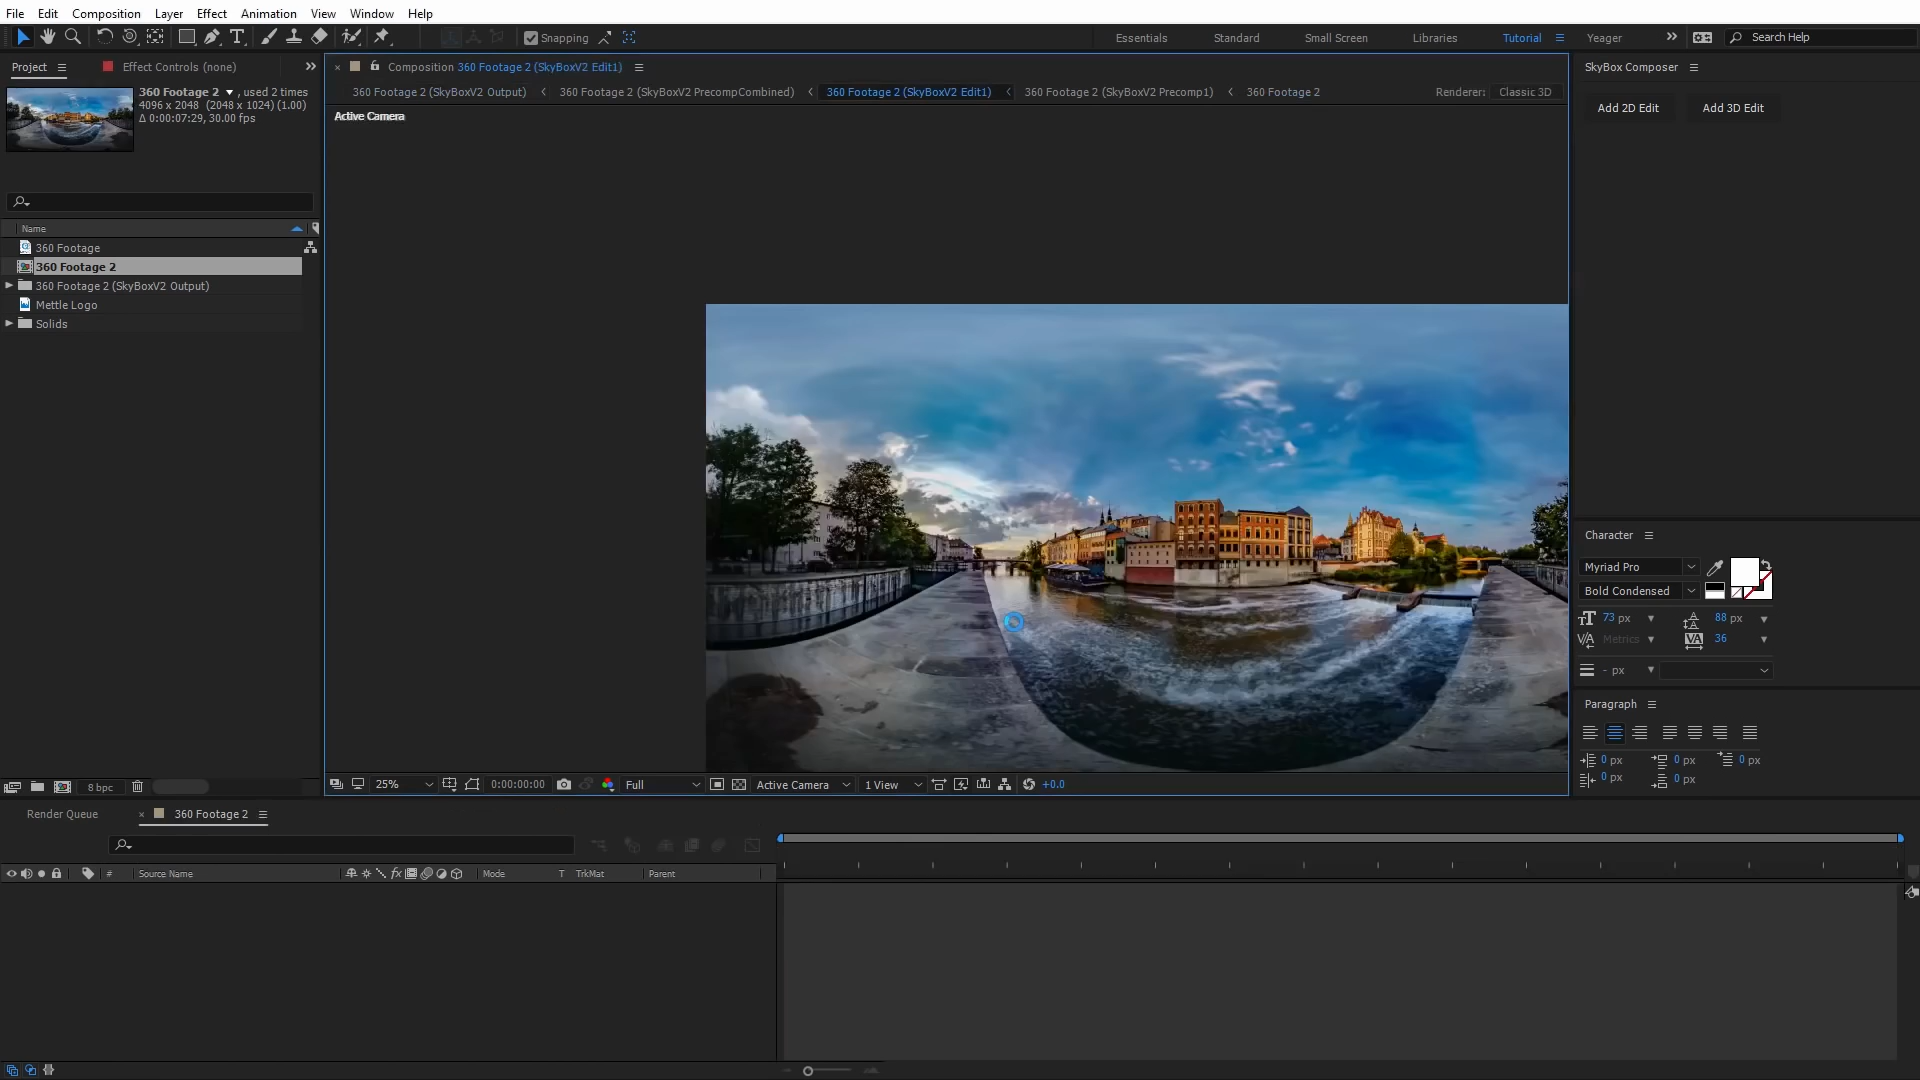 File Edit Composition Layer Effect Animation View Window Help
Snapping
Essentials Standard Small Screen Libraries Tutorial Yeager Search Help
Project Effect Controls (none)
360 Footage 2 , used 2 times
4096 x 2048 (2048 x 1024) (1.00)
Δ 0:00:07:29, 30.00 fps
Name
360 Footage
360 Footage 2
360 Footage 2 (SkyBoxV2 Output)
Mettle Logo
Solids
8 bpc
Composition 360 Footage 2 (SkyBoxV2 Edit1)
360 Footage 2 (SkyBoxV2 Output) 360 Footage 2 (SkyBoxV2 PrecompCombined) 360 Footage 2 (SkyBoxV2 Edit1) 360 Footage 2 (SkyBoxV2 Precomp1) 360 Footage 2 Renderer: Classic 3D
Active Camera
25% 0:00:00:00 Full Active Camera 1 View +0.0
SkyBox Composer
Add 2D Edit Add 3D Edit
Character
Myriad Pro
Bold Condensed
73 px 88 px
Metrics 36
- px
Paragraph
0 px 0 px 0 px
0 px 0 px
Render Queue 360 Footage 2
# Source Name Mode T TrkMat Parent